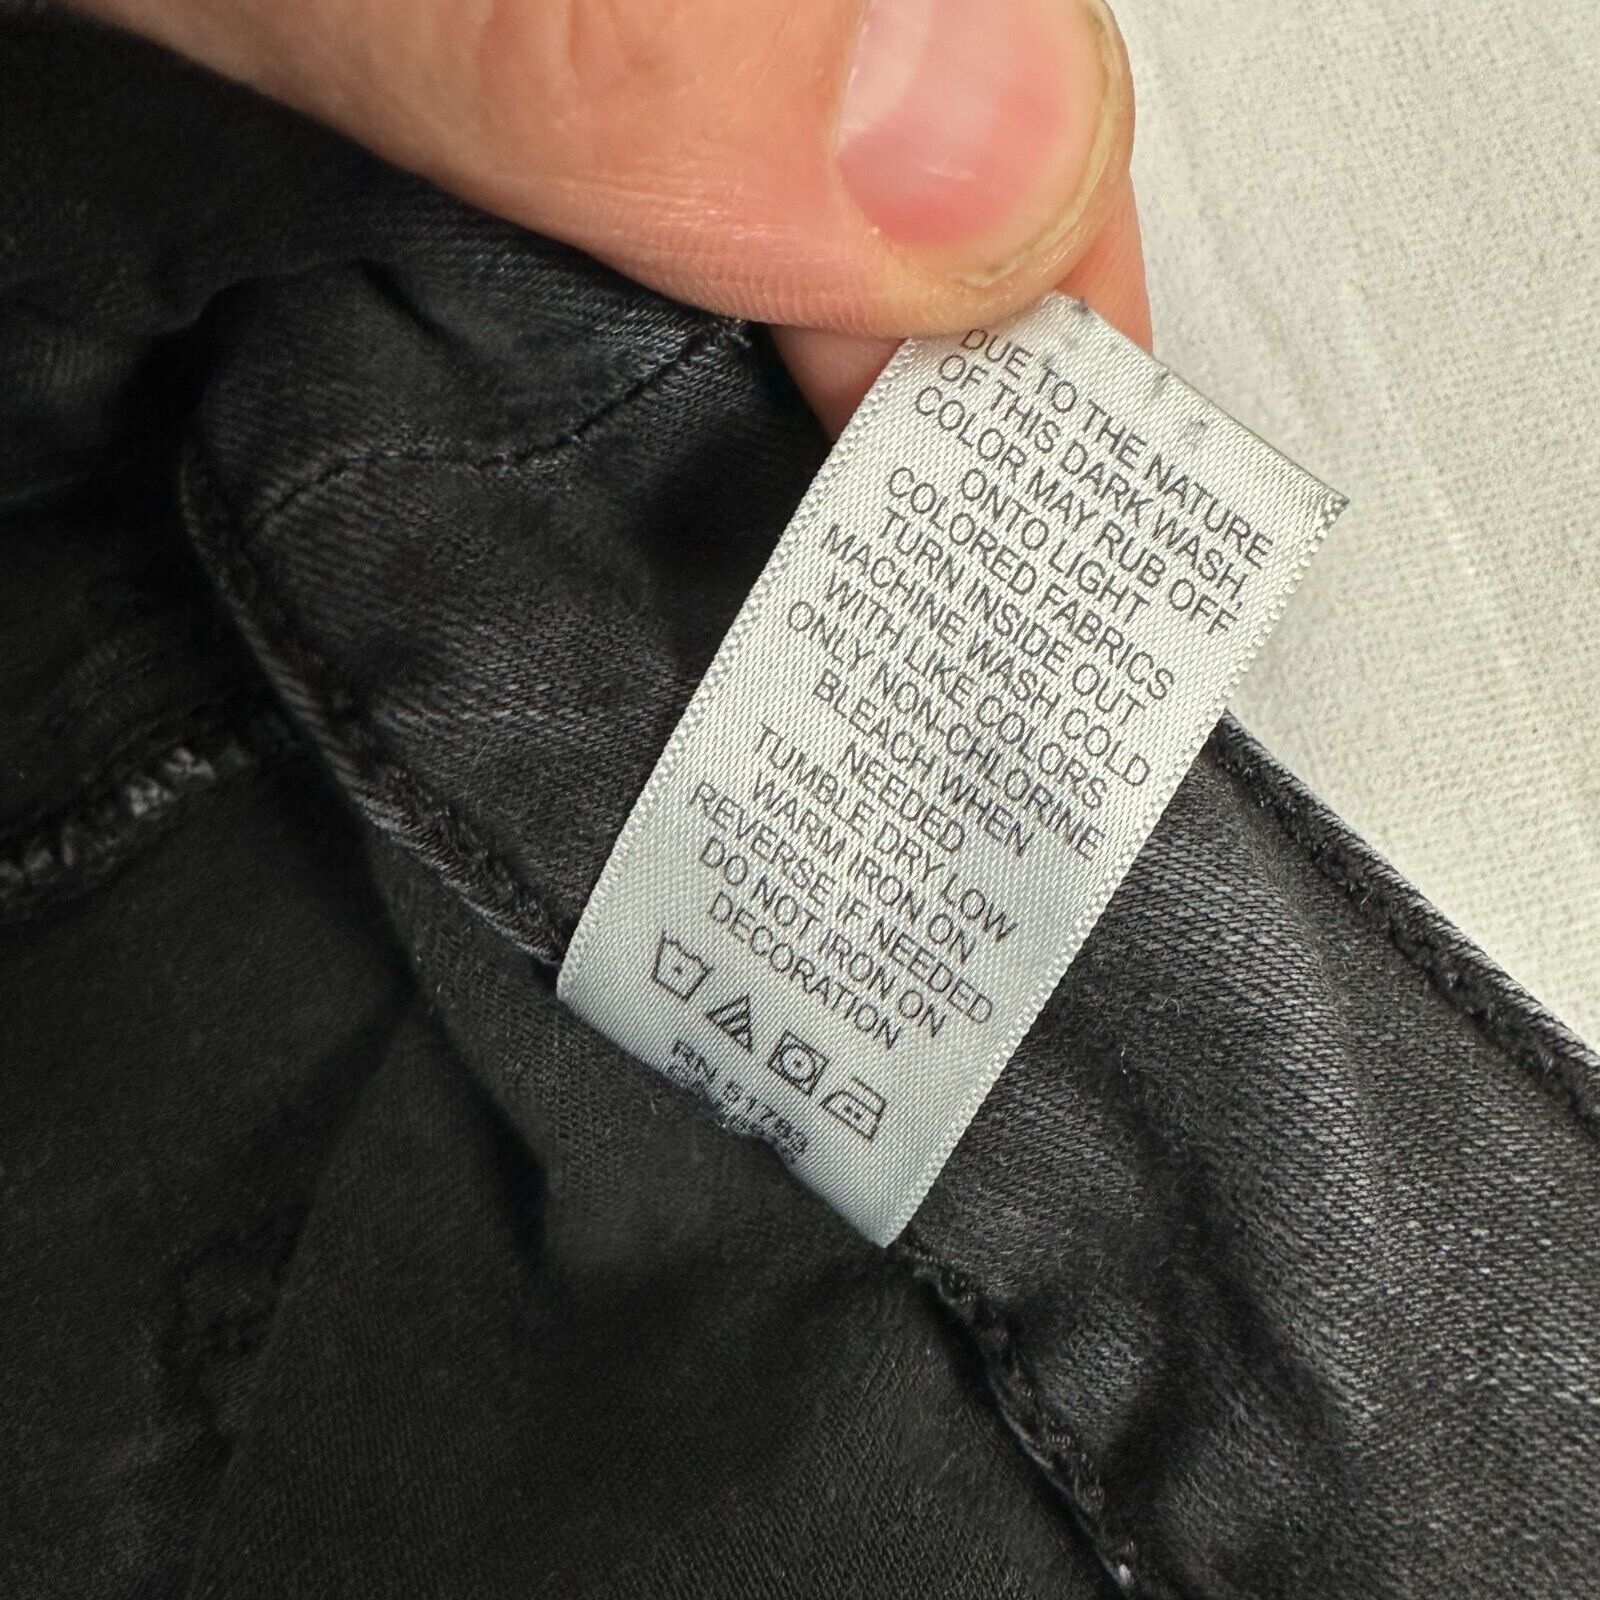 DUE TO THE NATURE
OF THIS DARK WASH,
COLOR MAY RUB OFF
ONTO LIGHT
COLORED FABRICS
TURN INSIDE OUT
MACHINE WASH COLD
WITH LIKE COLORS
ONLY NON-CHLORINE
BLEACH WHEN
NEEDED
TUMBLE DRY LOW
WARM IRON ON
REVERSE IF NEEDED
DO NOT IRON ON
DECORATION
RN 51783